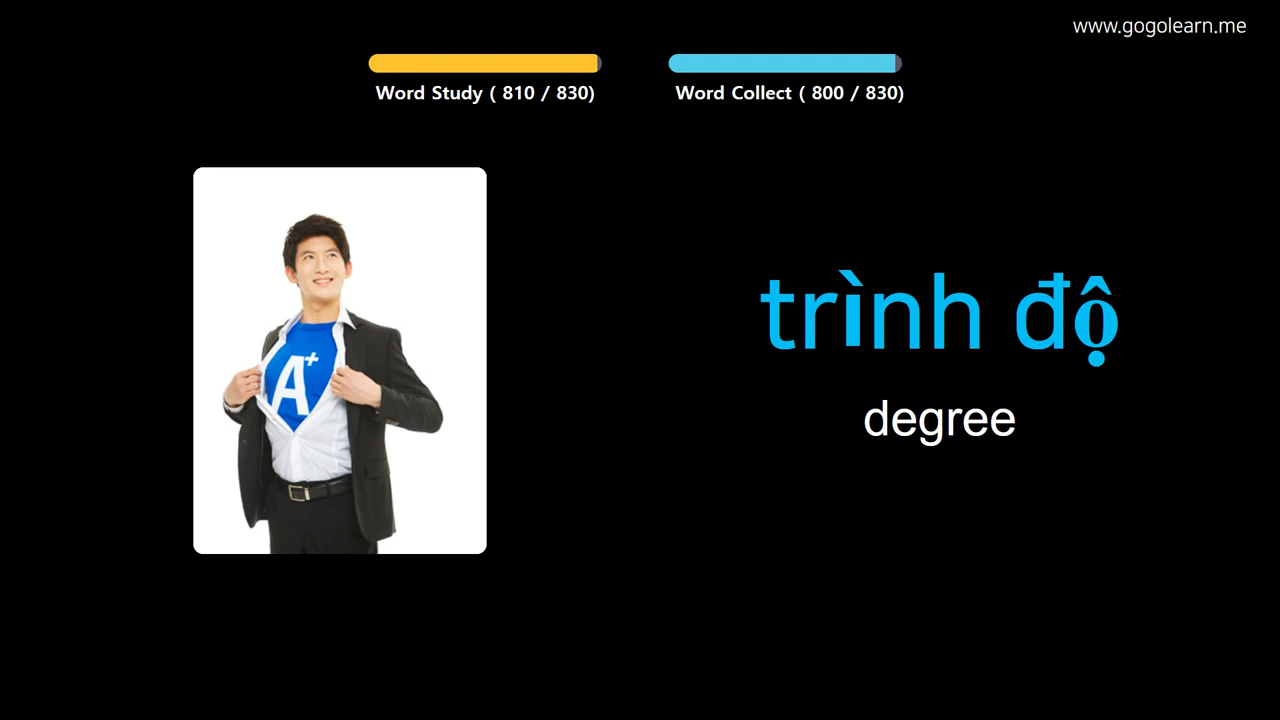 www.gogolearn.me
Word Study ( 810 / 830)
Word Collect ( 800 / 830)
A+
trình độ
degree